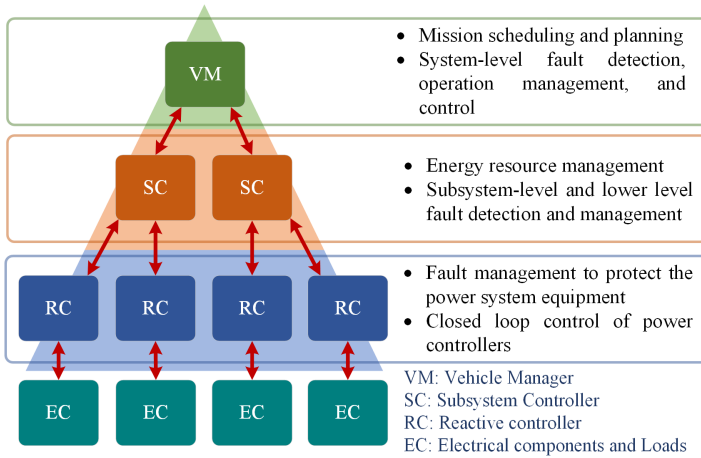 VM
• Mission scheduling and planning
• System-level fault detection,
operation management, and
control
SC
SC
• Energy resource management
• Subsystem-level and lower level
fault detection and management
RC
RC
RC
RC
• Fault management to protect the
power system equipment
• Closed loop control of power
controllers
EC
EC
EC
EC
VM: Vehicle Manager
SC: Subsystem Controller
RC: Reactive controller
EC: Electrical components and Loads